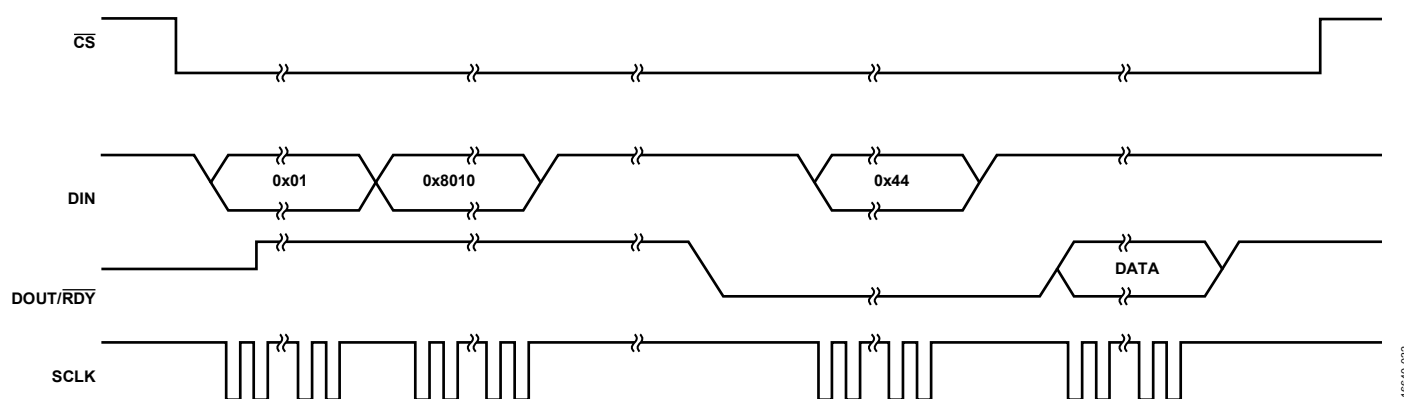 CS
0x01
0x8010
0x44
DIN
DATA
DOUT/RDY
SCLK